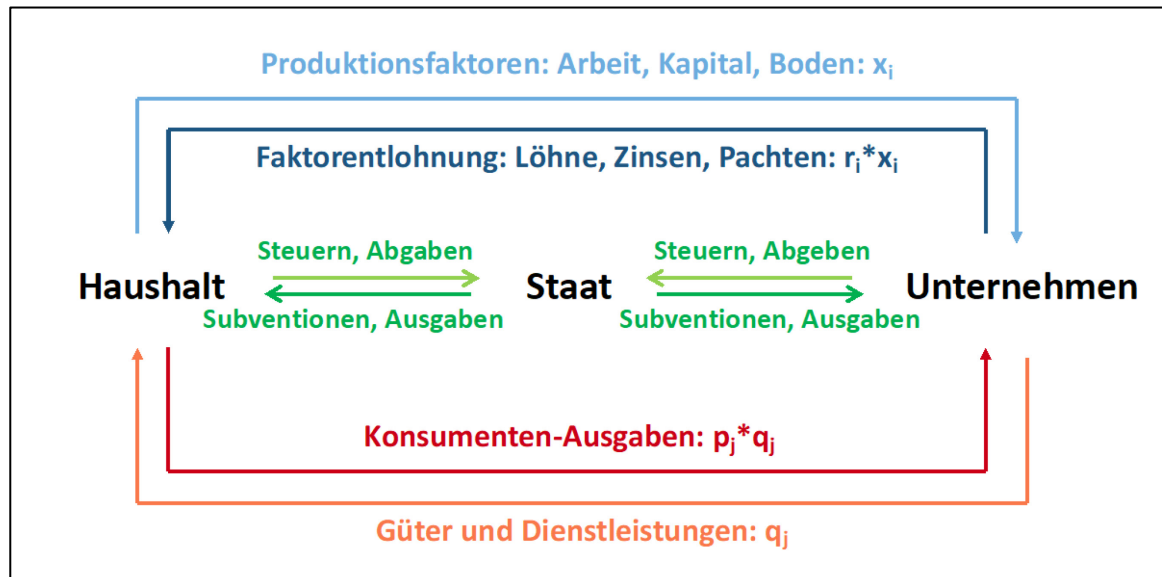 Produktionsfaktoren: Arbeit, Kapital, Boden: xᵢ
Faktorentlohnung: Löhne, Zinsen, Pachten: rᵢ*xᵢ
Steuern, Abgaben
Steuern, Abgeben
Haushalt
Staat
Unternehmen
Subventionen, Ausgaben
Subventionen, Ausgaben
Konsumenten-Ausgaben: pⱼ*qⱼ
Güter und Dienstleistungen: qⱼ